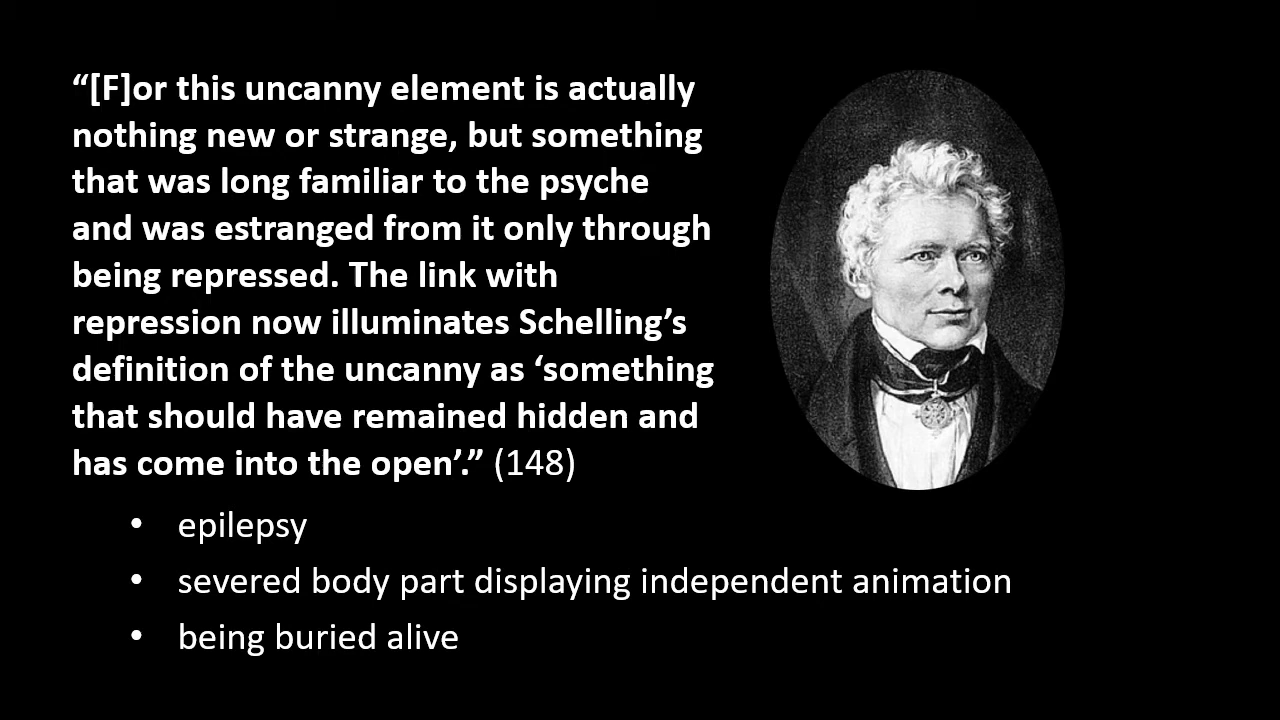 “[F]or this uncanny element is actually
nothing new or strange, but something
that was long familiar to the psyche
and was estranged from it only through
being repressed. The link with
repression now illuminates Schelling’s
definition of the uncanny as ‘something
that should have remained hidden and
has come into the open’.” (148)
• epilepsy
• severed body part displaying independent animation
• being buried alive